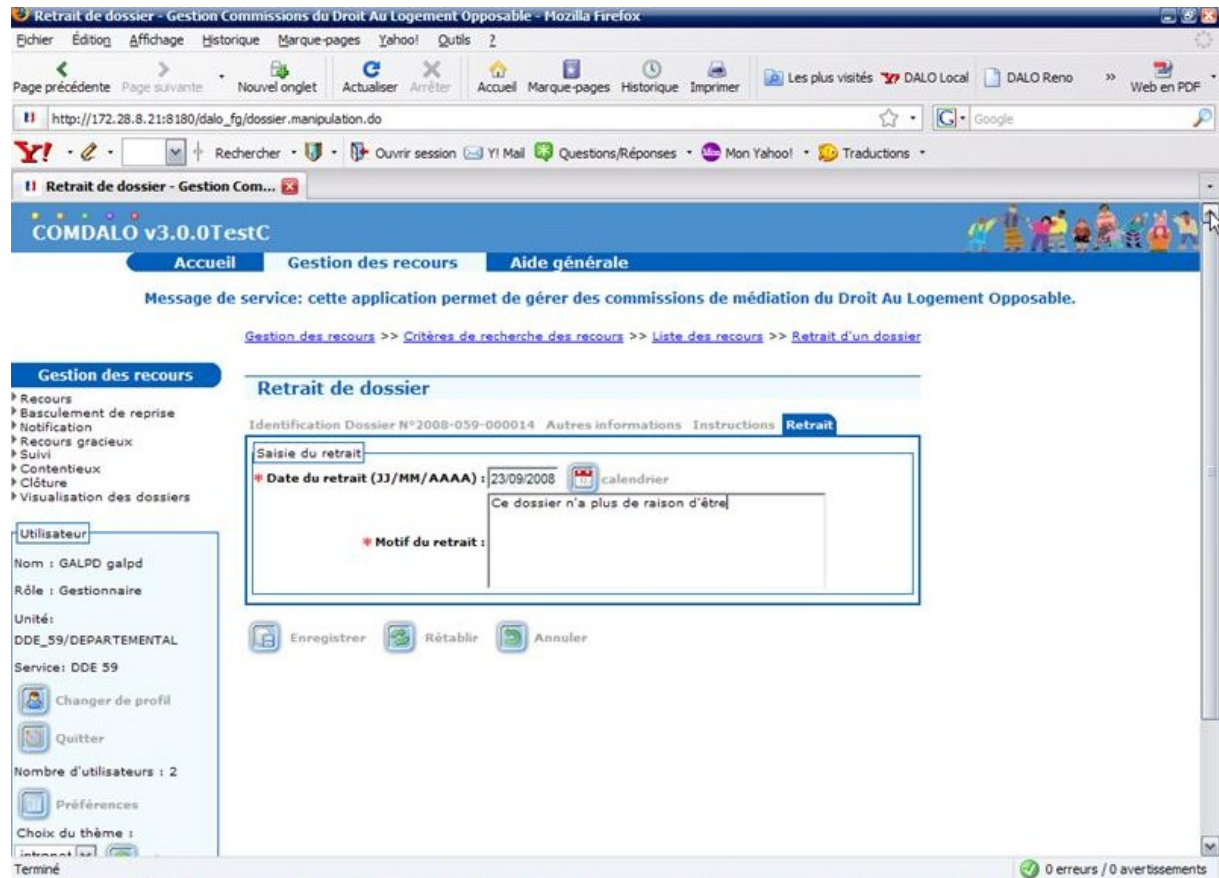 Retrait de dossier - Gestion Commissions du Droit Au Logement Opposable - Mozilla Firefox
Fichier Édition Affichage Historique Marque-pages Yahoo! Outils ?
Page précédente Page suivante Nouvel onglet Actualiser Arrêter Accueil Marque-pages Historique Imprimer Les plus visités DALO Local DALO Reno » Web en PDF
http://172.28.8.21:8180/dalo_fg/dossier.manipulation.do Google
Y! Rechercher Ouvrir session Y! Mail Questions/Réponses Mon Yahoo! Traductions
Retrait de dossier - Gestion Com...
COMDALO v3.0.0TestC
Accueil Gestion des recours Aide générale
Message de service: cette application permet de gérer des commissions de médiation du Droit Au Logement Opposable.
Gestion des recours >> Critères de recherche des recours >> Liste des recours >> Retrait d'un dossier
Gestion des recours
Recours
Basculement de reprise
Notification
Recours gracieux
Suivi
Contentieux
Clôture
Visualisation des dossiers
Utilisateur
Nom : GALPD galpd
Rôle : Gestionnaire
Unité:
DDE_59/DEPARTEMENTAL
Service: DDE 59
Changer de profil
Quitter
Nombre d'utilisateurs : 2
Préférences
Choix du thème :
intranet
Retrait de dossier
Identification Dossier N°2008-059-000014 Autres informations Instructions Retrait
Saisie du retrait
* Date du retrait (JJ/MM/AAAA) : 23/09/2008 calendrier
Ce dossier n'a plus de raison d'être
* Motif du retrait :
Enregistrer Rétablir Annuler
Terminé 0 erreurs / 0 avertissements